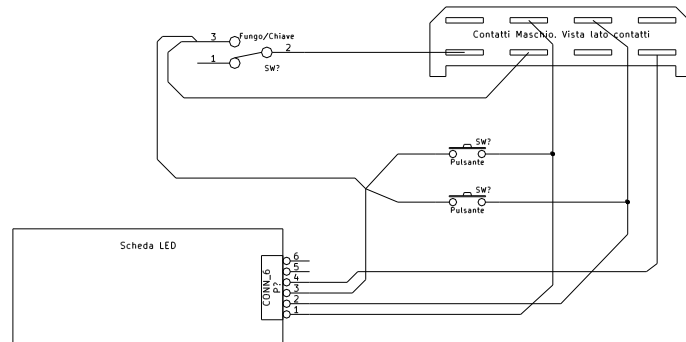 3
Fungo/Chiave
2
1
SW?
Contatti Maschio. Vista lato contatti
SW?
Pulsante
SW?
Pulsante
Scheda LED
CONN_6
P?
6
5
4
3
2
1